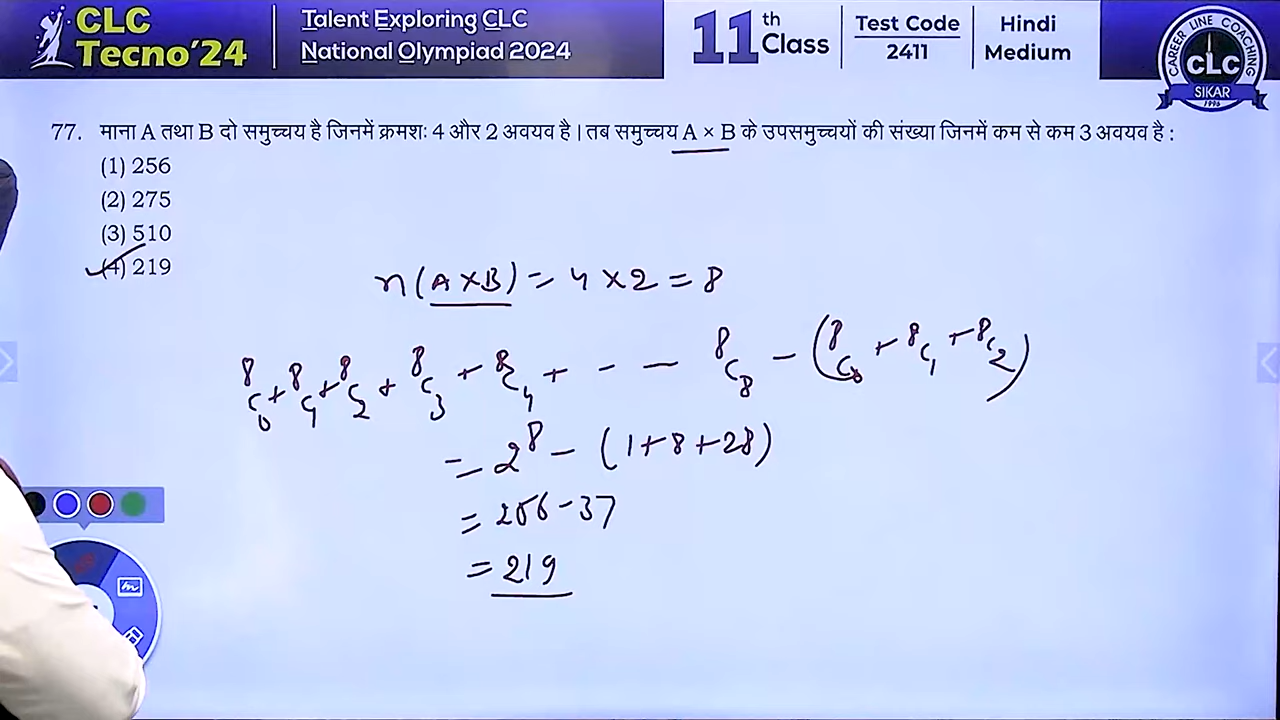 CLC
Tecno'24
Talent Exploring CLC
National Olympiad 2024
11th Class
Test Code
2411
Hindi
Medium
CAREER LINE COACHING
CLC
SIKAR
1996
77. माना A तथा B दो समुच्चय है जिनमें क्रमशः 4 और 2 अवयव है। तब समुच्चय A × B के उपसमुच्चयों की संख्या जिनमें कम से कम 3 अवयव है :
(1) 256
(2) 275
(3) 510
(4) 219
n(A×B) = 4 × 2 = 8
⁸C₀ + ⁸C₁ + ⁸C₂ + ⁸C₃ + ⁸C₄ + - - - ⁸C₈ - (⁸C₀ + ⁸C₁ + ⁸C₂)
= 2⁸ - (1+8+28)
= 256-37
= 219